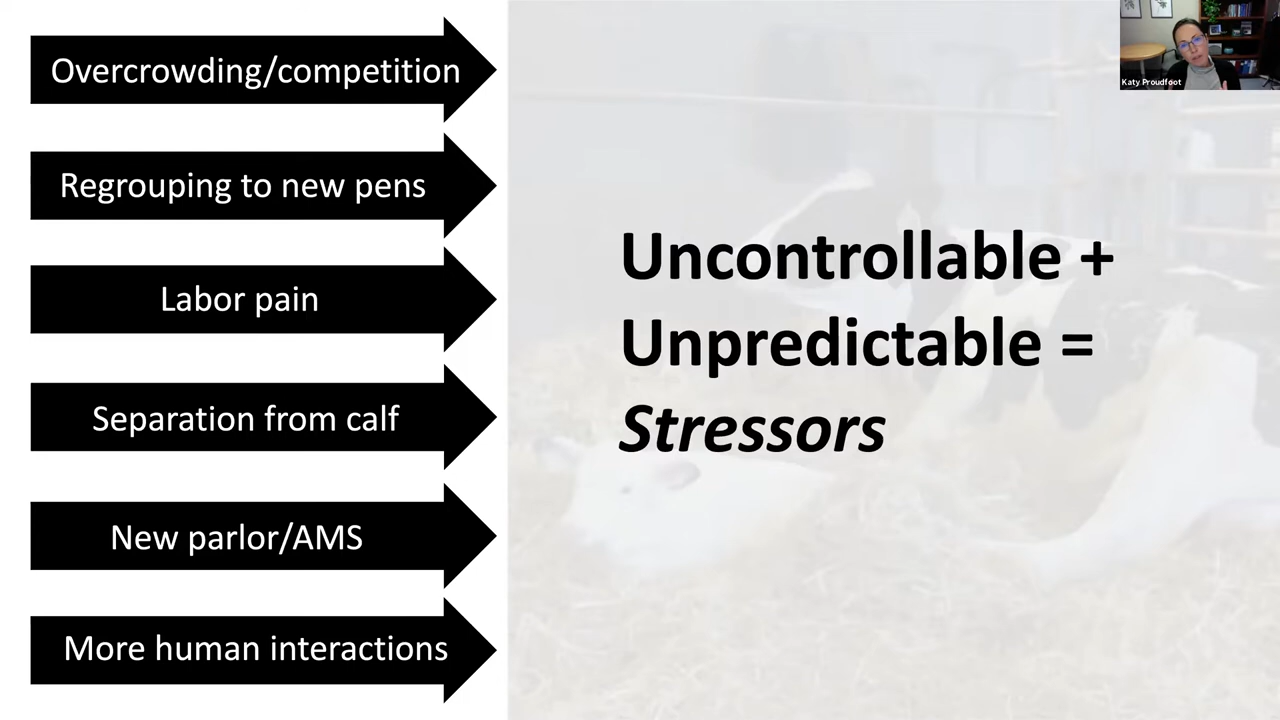 Overcrowding/competition
Regrouping to new pens
Labor pain
Separation from calf
New parlor/AMS
More human interactions
Uncontrollable +
Unpredictable =
Stressors
Katy Proudfoot